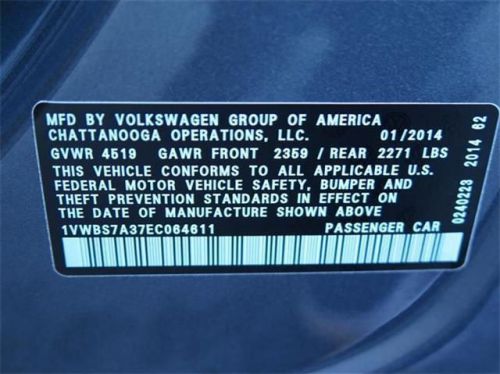 MFD BY VOLKSWAGEN GROUP OF AMERICA
CHATTANOOGA OPERATIONS, LLC. 01/2014
GVWR 4519 GAWR FRONT 2359 / REAR 2271 LBS
THIS VEHICLE CONFORMS TO ALL APPLICABLE U.S.
FEDERAL MOTOR VEHICLE SAFETY, BUMPER AND
THEFT PREVENTION STANDARDS IN EFFECT ON
THE DATE OF MANUFACTURE SHOWN ABOVE
1VWBS7A37EC064611 PASSENGER CAR
0240223 2014 62